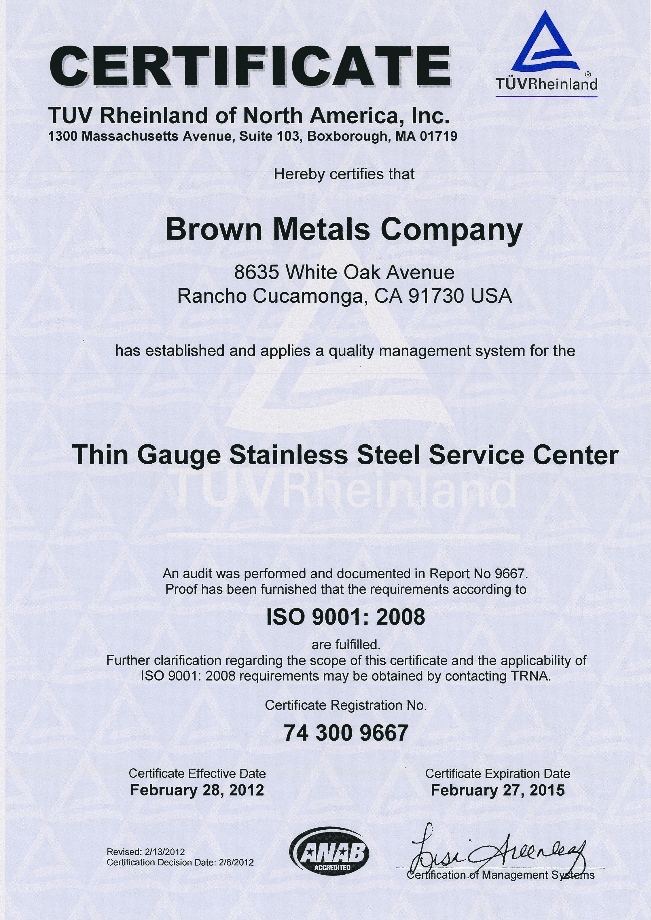 CERTIFICATE
TÜVRheinland
®
TUV Rheinland of North America, Inc.
1300 Massachusetts Avenue, Suite 103, Boxborough, MA 01719
Hereby certifies that
Brown Metals Company
8635 White Oak Avenue
Rancho Cucamonga, CA 91730 USA
has established and applies a quality management system for the
Thin Gauge Stainless Steel Service Center
TÜVRheinland
An audit was performed and documented in Report No 9667.
Proof has been furnished that the requirements according to
ISO 9001: 2008
are fulfilled.
Further clarification regarding the scope of this certificate and the applicability of
ISO 9001: 2008 requirements may be obtained by contacting TRNA.
Certificate Registration No.
74 300 9667
Certificate Effective Date
February 28, 2012
Certificate Expiration Date
February 27, 2015
Revised: 2/13/2012
Certification Decision Date: 2/8/2012
ANAB
ACCREDITED
Certification of Management Systems